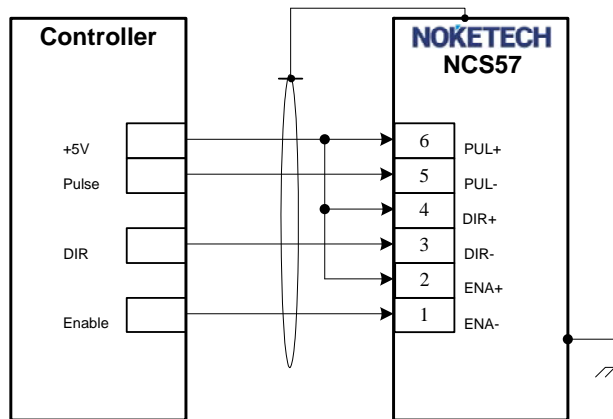 Controller
NOKETECH
NCS57
+5V
6
PUL+
Pulse
5
PUL-
4
DIR+
DIR
3
DIR-
2
ENA+
Enable
1
ENA-